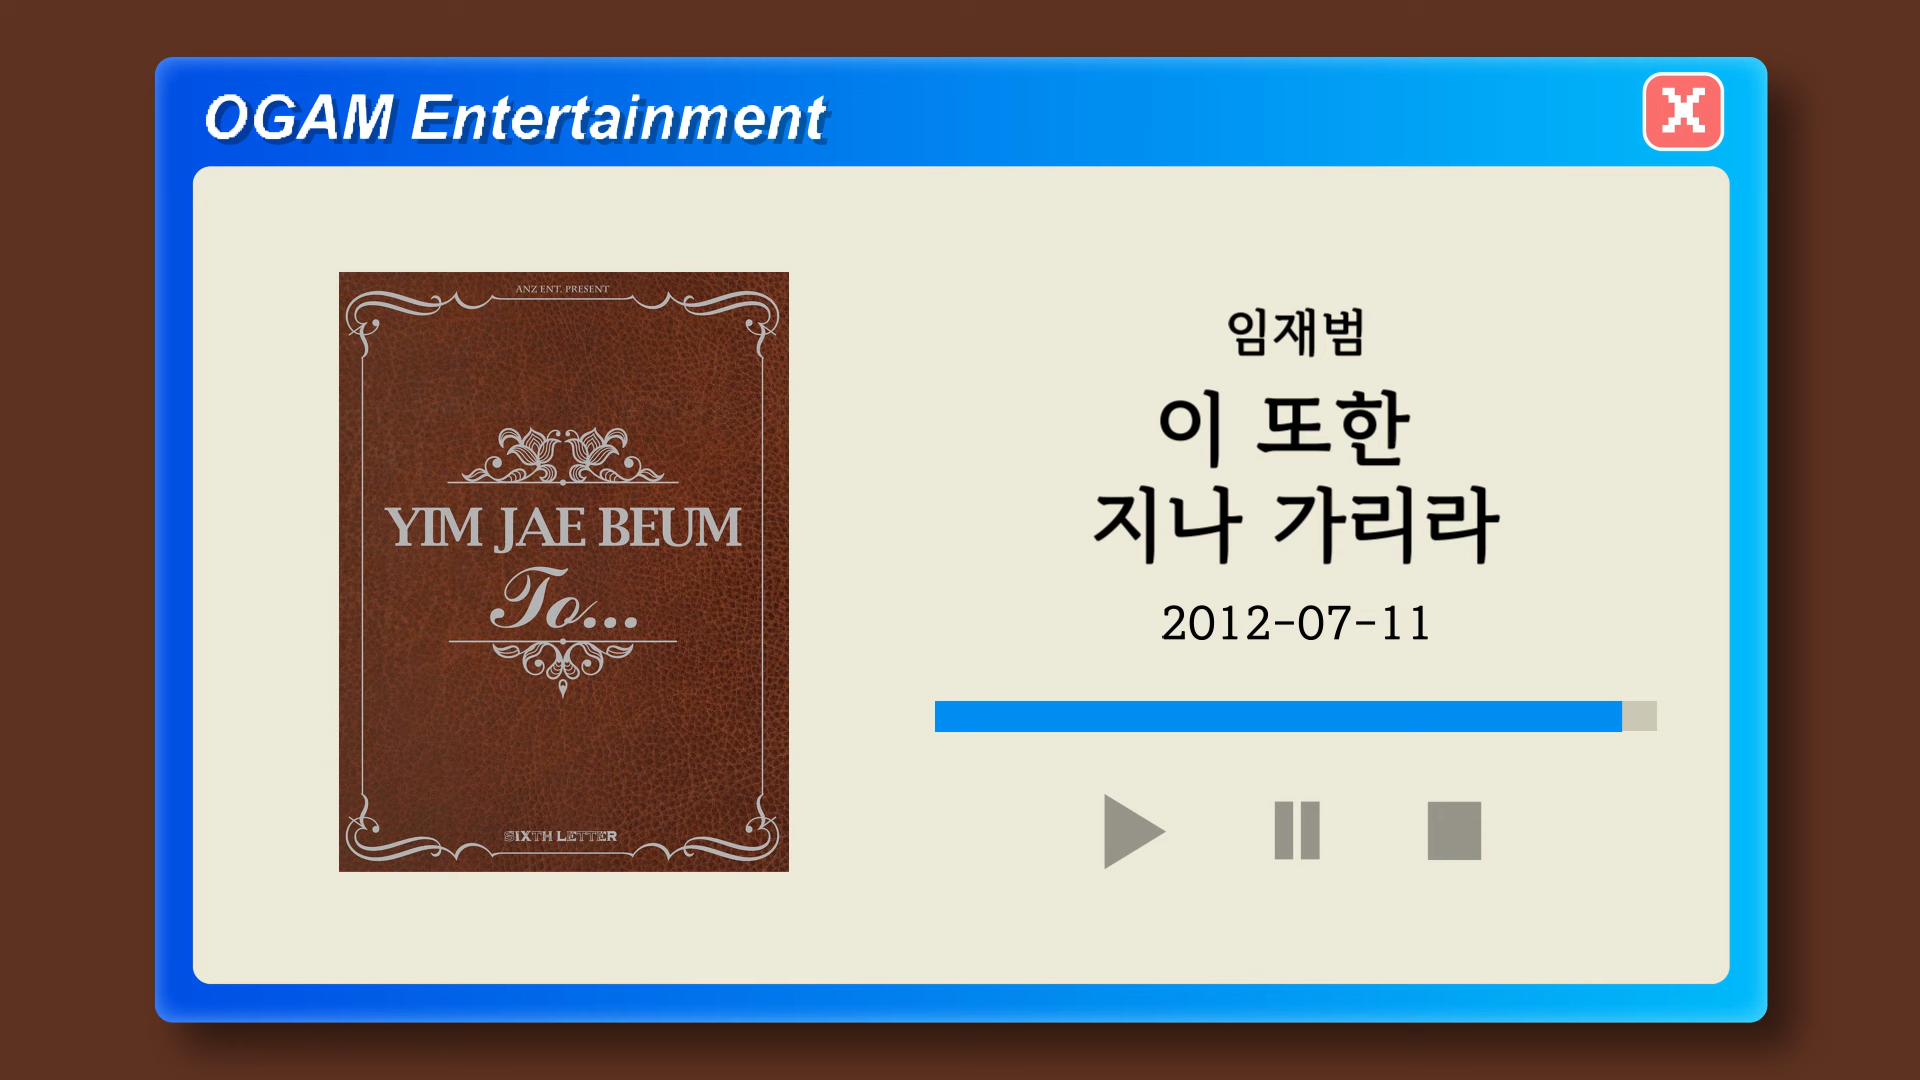 OGAM Entertainment
ANZ ENT. PRESENT
YIM JAE BEUM
To...
SIXTH LETTER
임재범
이 또한
지나 가리라
2012-07-11